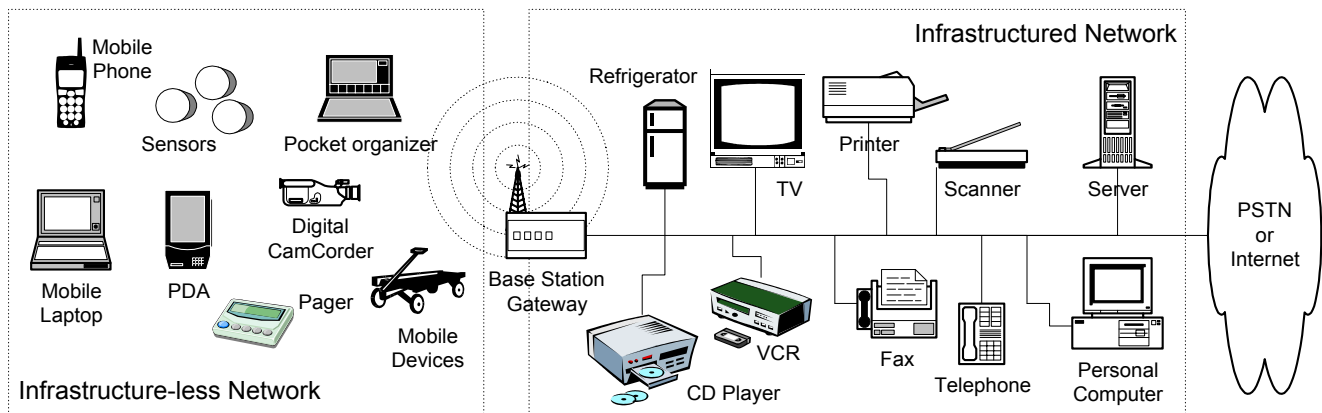 Infrastructured Network
Mobile
Phone
Sensors
Pocket organizer
Mobile
Laptop
PDA
Digital
CamCorder
Pager
Mobile
Devices
Infrastructure-less Network
Base Station
Gateway
Refrigerator
TV
Printer
Scanner
Server
CD Player
VCR
Fax
Telephone
Personal
Computer
PSTN
or
Internet